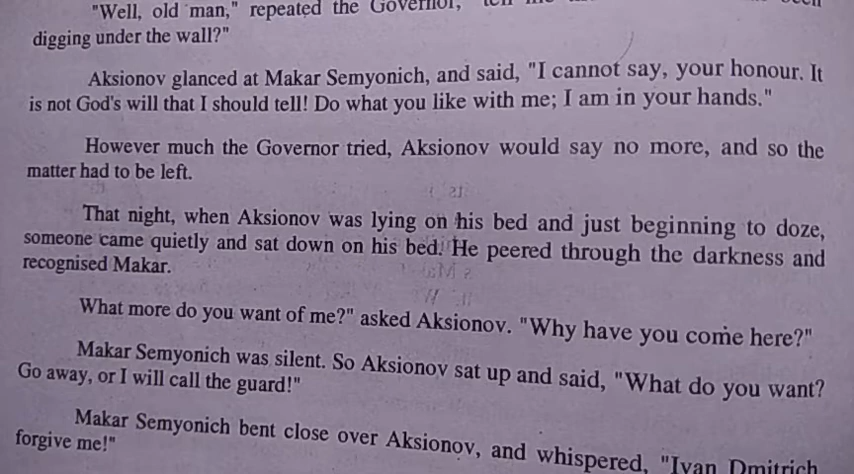 "Well, old man," repeated the Governor,
digging under the wall?"
Aksionov glanced at Makar Semyonich, and said, "I cannot say, your honour. It
is not God's will that I should tell! Do what you like with me; I am in your hands."
However much the Governor tried, Aksionov would say no more, and so the
matter had to be left.
That night, when Aksionov was lying on his bed and just beginning to doze,
someone came quietly and sat down on his bed. He peered through the darkness and
recognised Makar.
What more do you want of me?" asked Aksionov. "Why have you come here?"
Makar Semyonich was silent. So Aksionov sat up and said, "What do you want?
Go away, or I will call the guard!"
Makar Semyonich bent close over Aksionov, and whispered, "Ivan Dmitrich,
forgive me!"